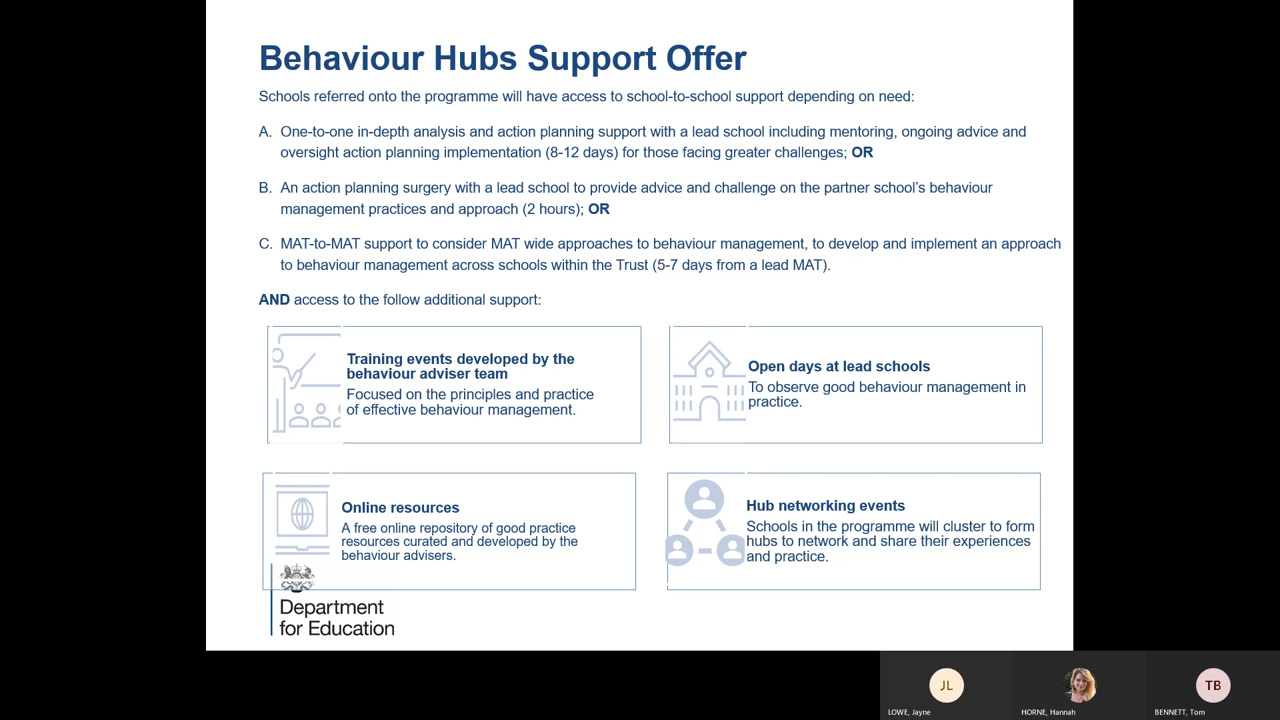 Behaviour Hubs Support Offer
Schools referred onto the programme will have access to school-to-school support depending on need:
A. One-to-one in-depth analysis and action planning support with a lead school including mentoring, ongoing advice and
oversight action planning implementation (8-12 days) for those facing greater challenges; OR
B. An action planning surgery with a lead school to provide advice and challenge on the partner school's behaviour
management practices and approach (2 hours); OR
C. MAT-to-MAT support to consider MAT wide approaches to behaviour management, to develop and implement an approach
to behaviour management across schools within the Trust (5-7 days from a lead MAT).
AND access to the follow additional support:
Training events developed by the
behaviour adviser team
Focused on the principles and practice
of effective behaviour management.
Open days at lead schools
To observe good behaviour management in
practice.
Online resources
A free online repository of good practice
resources curated and developed by the
behaviour advisers.
Hub networking events
Schools in the programme will cluster to form
hubs to network and share their experiences
and practice.
Department
for Education
JL
TB
LOWE, Jayne
HORNE, Hannah
BENNETT, Tom